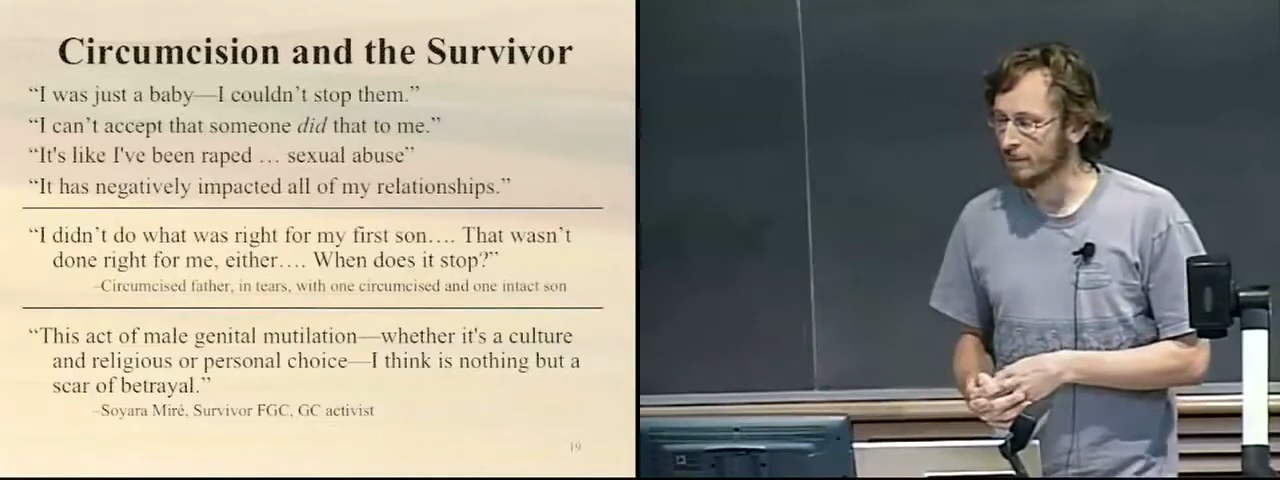 Circumcision and the Survivor
“I was just a baby—I couldn’t stop them.”
“I can’t accept that someone did that to me.”
“It's like I've been raped … sexual abuse”
“It has negatively impacted all of my relationships.”
“I didn’t do what was right for my first son…. That wasn’t
done right for me, either…. When does it stop?”
–Circumcised father, in tears, with one circumcised and one intact son
“This act of male genital mutilation—whether it's a culture
and religious or personal choice—I think is nothing but a
scar of betrayal.”
–Soyara Miré, Survivor FGC, GC activist
19